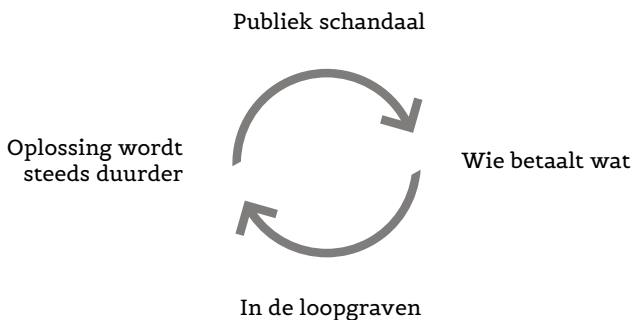 Publiek schandaal
Oplossing wordt
steeds duurder
Wie betaalt wat
In de loopgraven